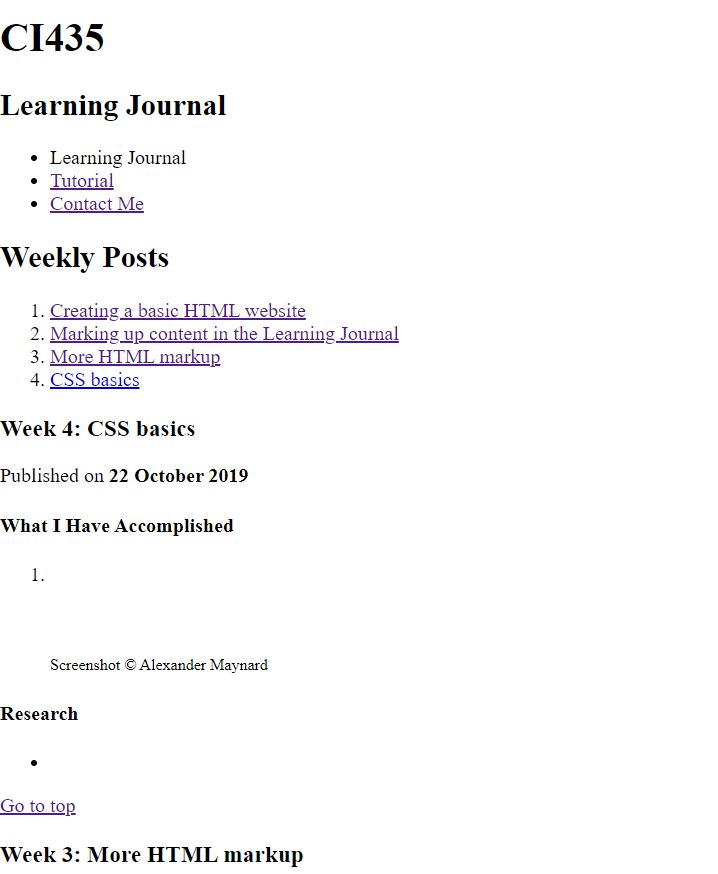 CI435
Learning Journal
Learning Journal
Tutorial
Contact Me
Weekly Posts
1. Creating a basic HTML website
2. Marking up content in the Learning Journal
3. More HTML markup
4. CSS basics
Week 4: CSS basics
Published on 22 October 2019
What I Have Accomplished
1.
Screenshot © Alexander Maynard
Research
Go to top
Week 3: More HTML markup